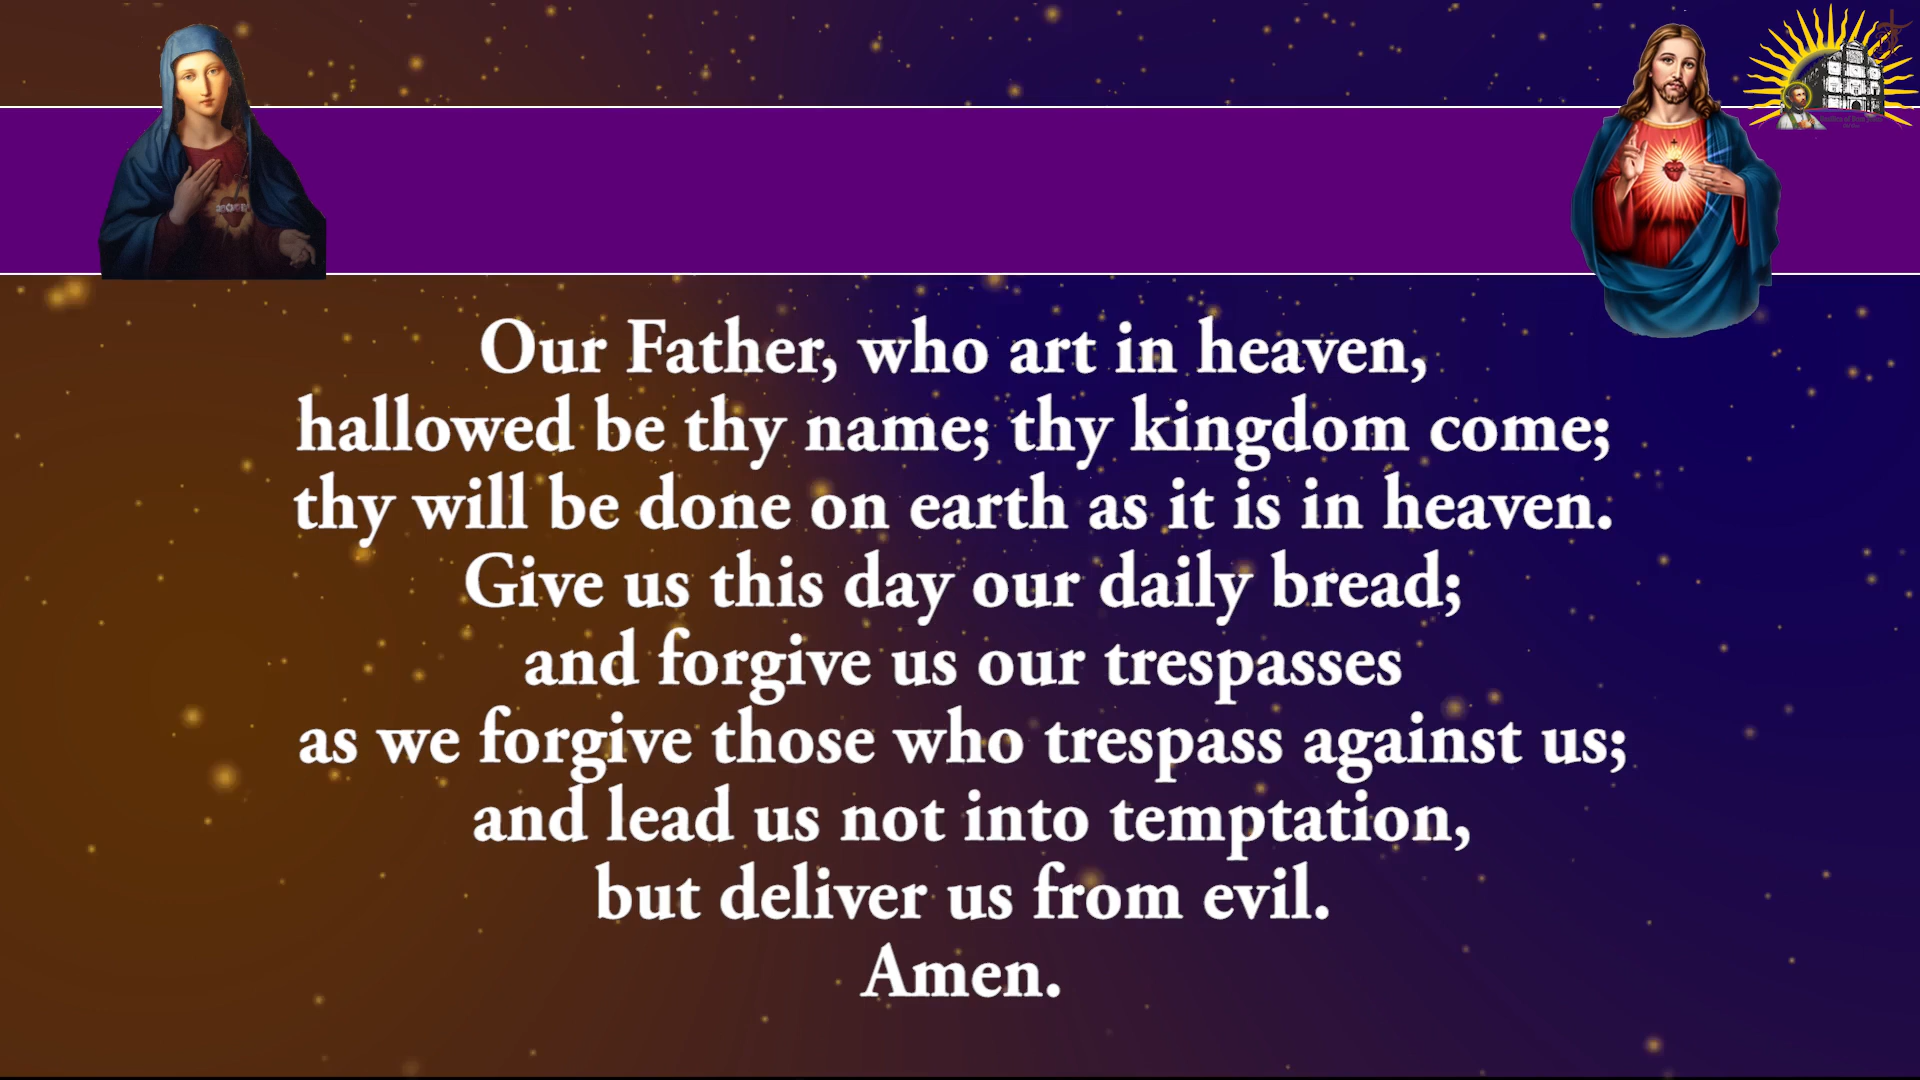 Our Father, who art in heaven,
hallowed be thy name; thy kingdom come;
thy will be done on earth as it is in heaven.
Give us this day our daily bread;
and forgive us our trespasses
as we forgive those who trespass against us;
and lead us not into temptation,
but deliver us from evil.
Amen.